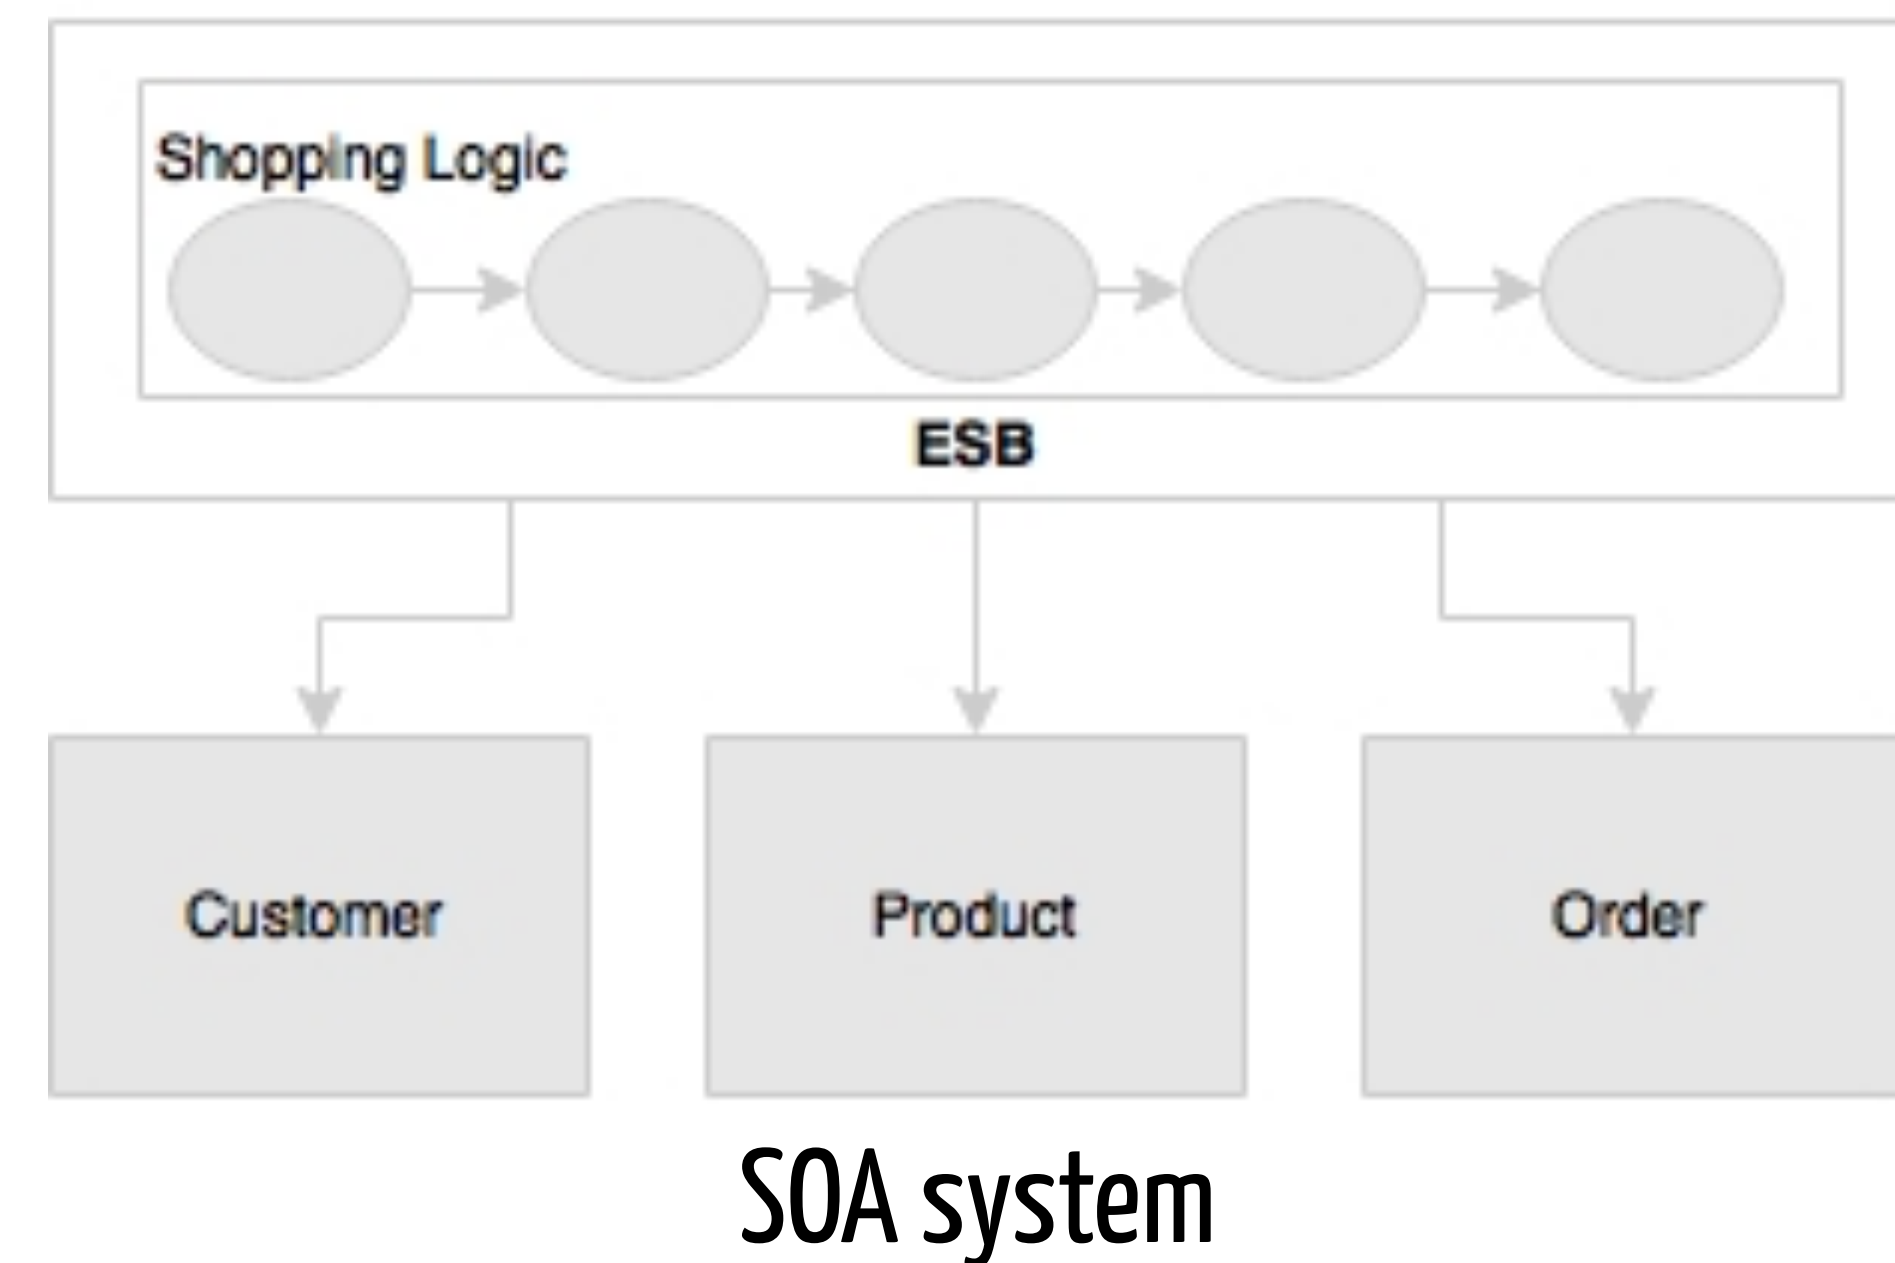 Shopping Logic
ESB
Customer
Product
Order
SOA system